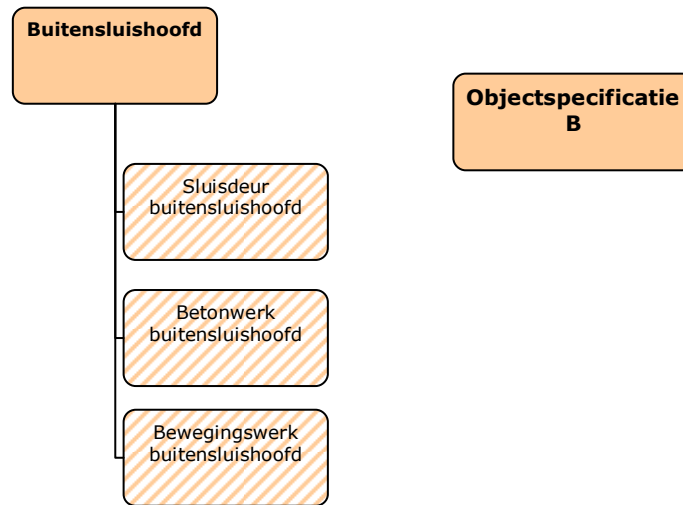 Buitensluishoofd
Objectspecificatie
B
Sluisdeur
buitensluishoofd
Betonwerk
buitensluishoofd
Bewegingswerk
buitensluishoofd